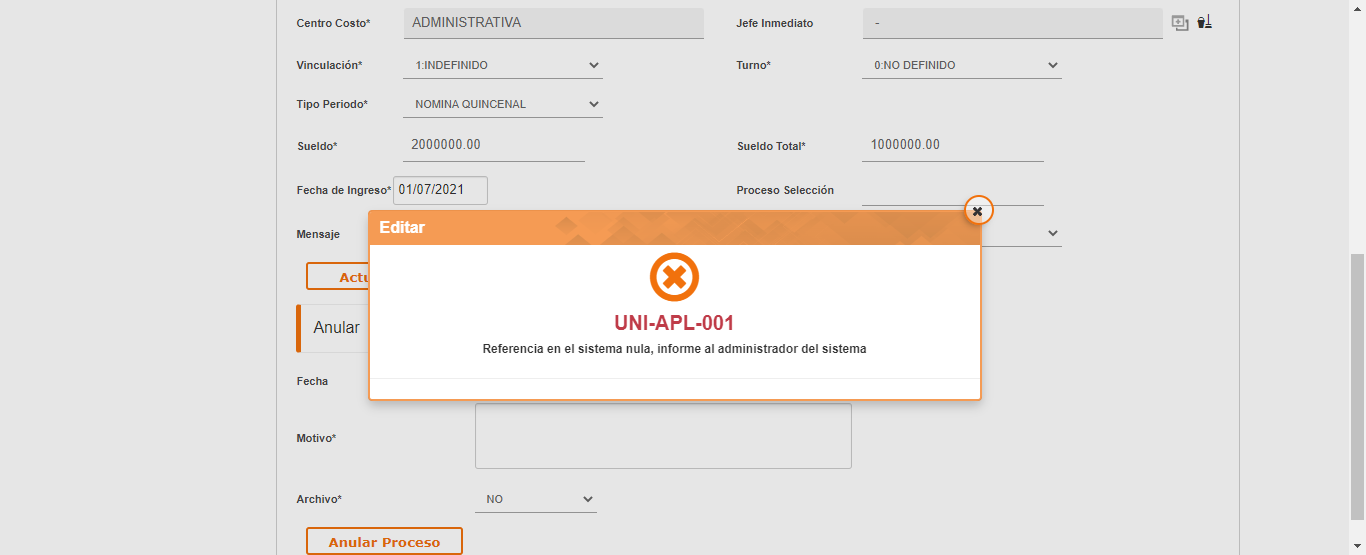 Centro Costo* ADMINISTRATIVA Jefe Inmediato -
Vinculación* 1:INDEFINIDO Turno* 0:NO DEFINIDO
Tipo Periodo* NOMINA QUINCENAL
Sueldo* 2000000.00 Sueldo Total* 1000000.00
Fecha de Ingreso* 01/07/2021 Proceso Selección
Editar
Mensaje
UNI-APL-001
Referencia en el sistema nula, informe al administrador del sistema
Anular
Fecha
Motivo*
Archivo* NO
Anular Proceso